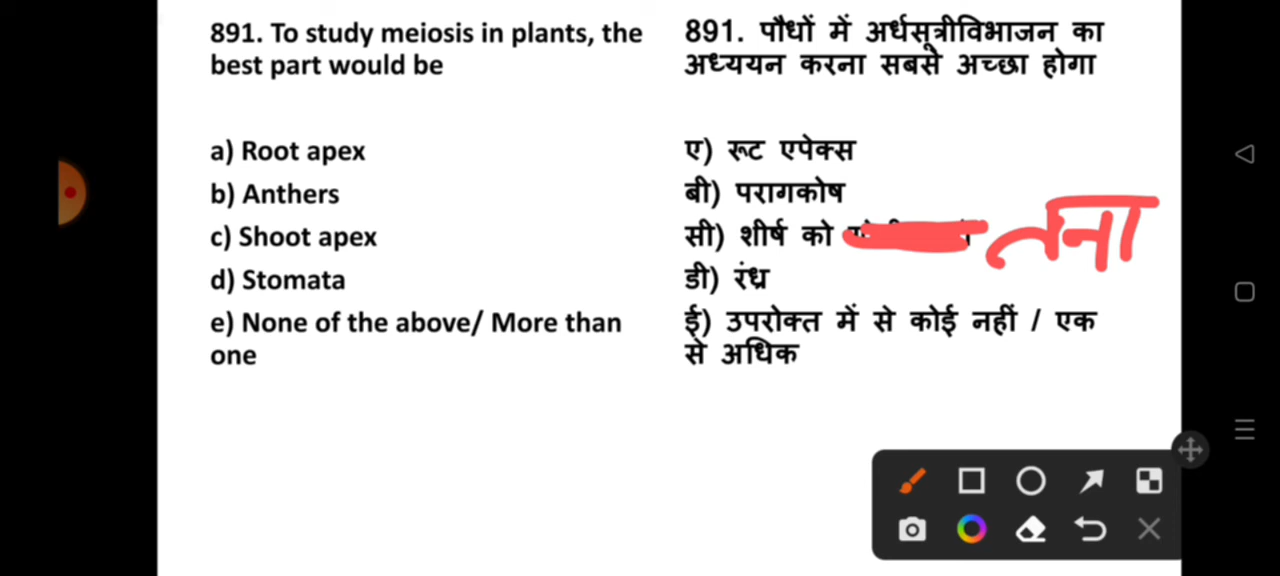 891. To study meiosis in plants, the
best part would be
a) Root apex
b) Anthers
c) Shoot apex
d) Stomata
e) None of the above/ More than
one
891. पौधों में अर्धसूत्रीविभाजन का
अध्ययन करना सबसे अच्छा होगा
ए) रूट एपेक्स
बी) परागकोष
सी) शीर्ष को तना
डी) रंध्र
ई) उपरोक्त में से कोई नहीं / एक
से अधिक